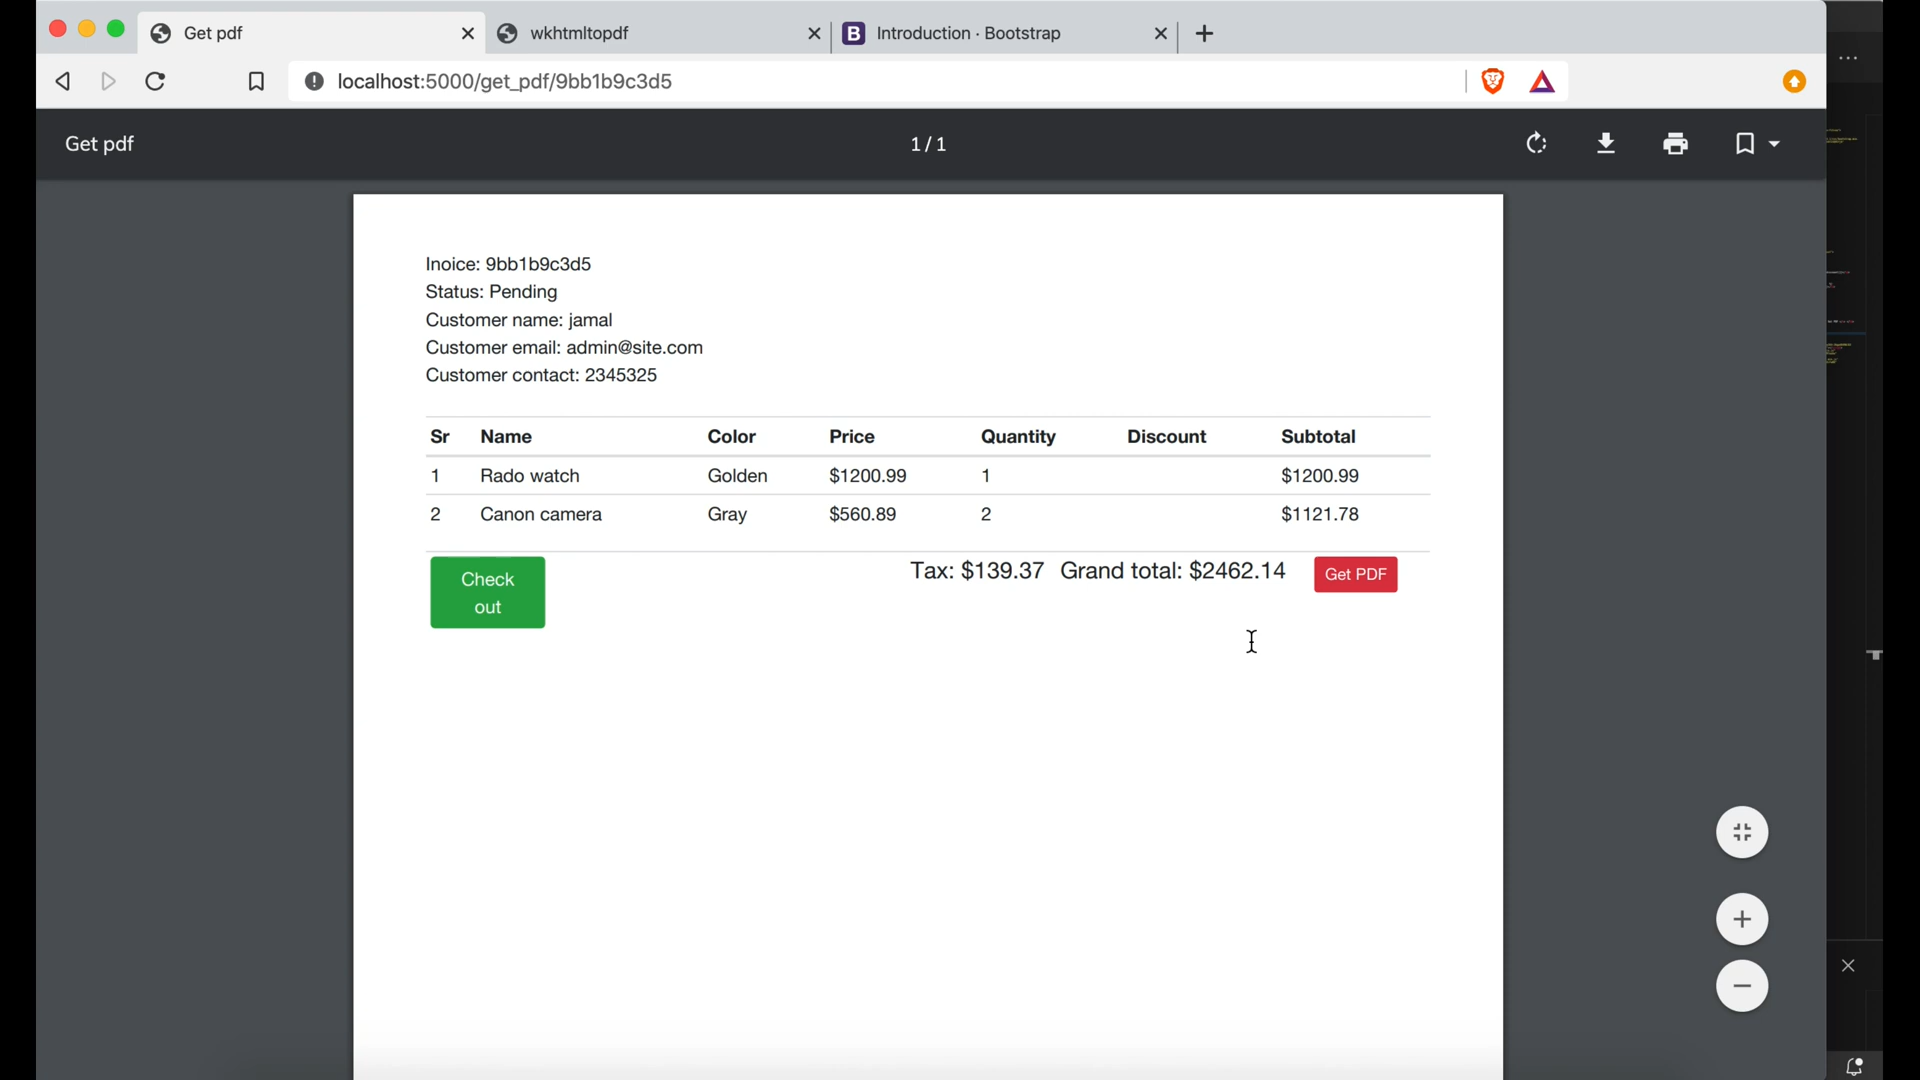 Get pdf
wkhtmltopdf
B Introduction · Bootstrap
localhost:5000/get_pdf/9bb1b9c3d5
Get pdf
1 / 1
Inoice: 9bb1b9c3d5
Status: Pending
Customer name: jamal
Customer email: admin@site.com
Customer contact: 2345325
Sr Name Color Price Quantity Discount Subtotal
1 Rado watch Golden $1200.99 1 $1200.99
2 Canon camera Gray $560.89 2 $1121.78
Check out
Tax: $139.37 Grand total: $2462.14 Get PDF